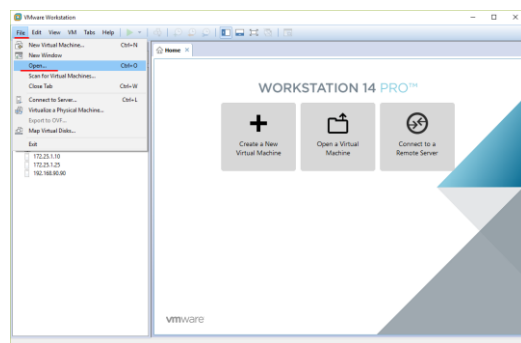 VMware Workstation
File Edit View VM Tabs Help
New Virtual Machine... Ctrl+N
New Window
Open... Ctrl+O
Scan for Virtual Machines...
Close Tab Ctrl+W
Connect to Server... Ctrl+L
Virtualize a Physical Machine...
Export to OVF...
Map Virtual Disks...
Exit
172.25.1.10
172.25.1.25
192.168.80.90
Home
WORKSTATION 14 PRO™
Create a New
Virtual Machine
Open a Virtual
Machine
Connect to a
Remote Server
vmware